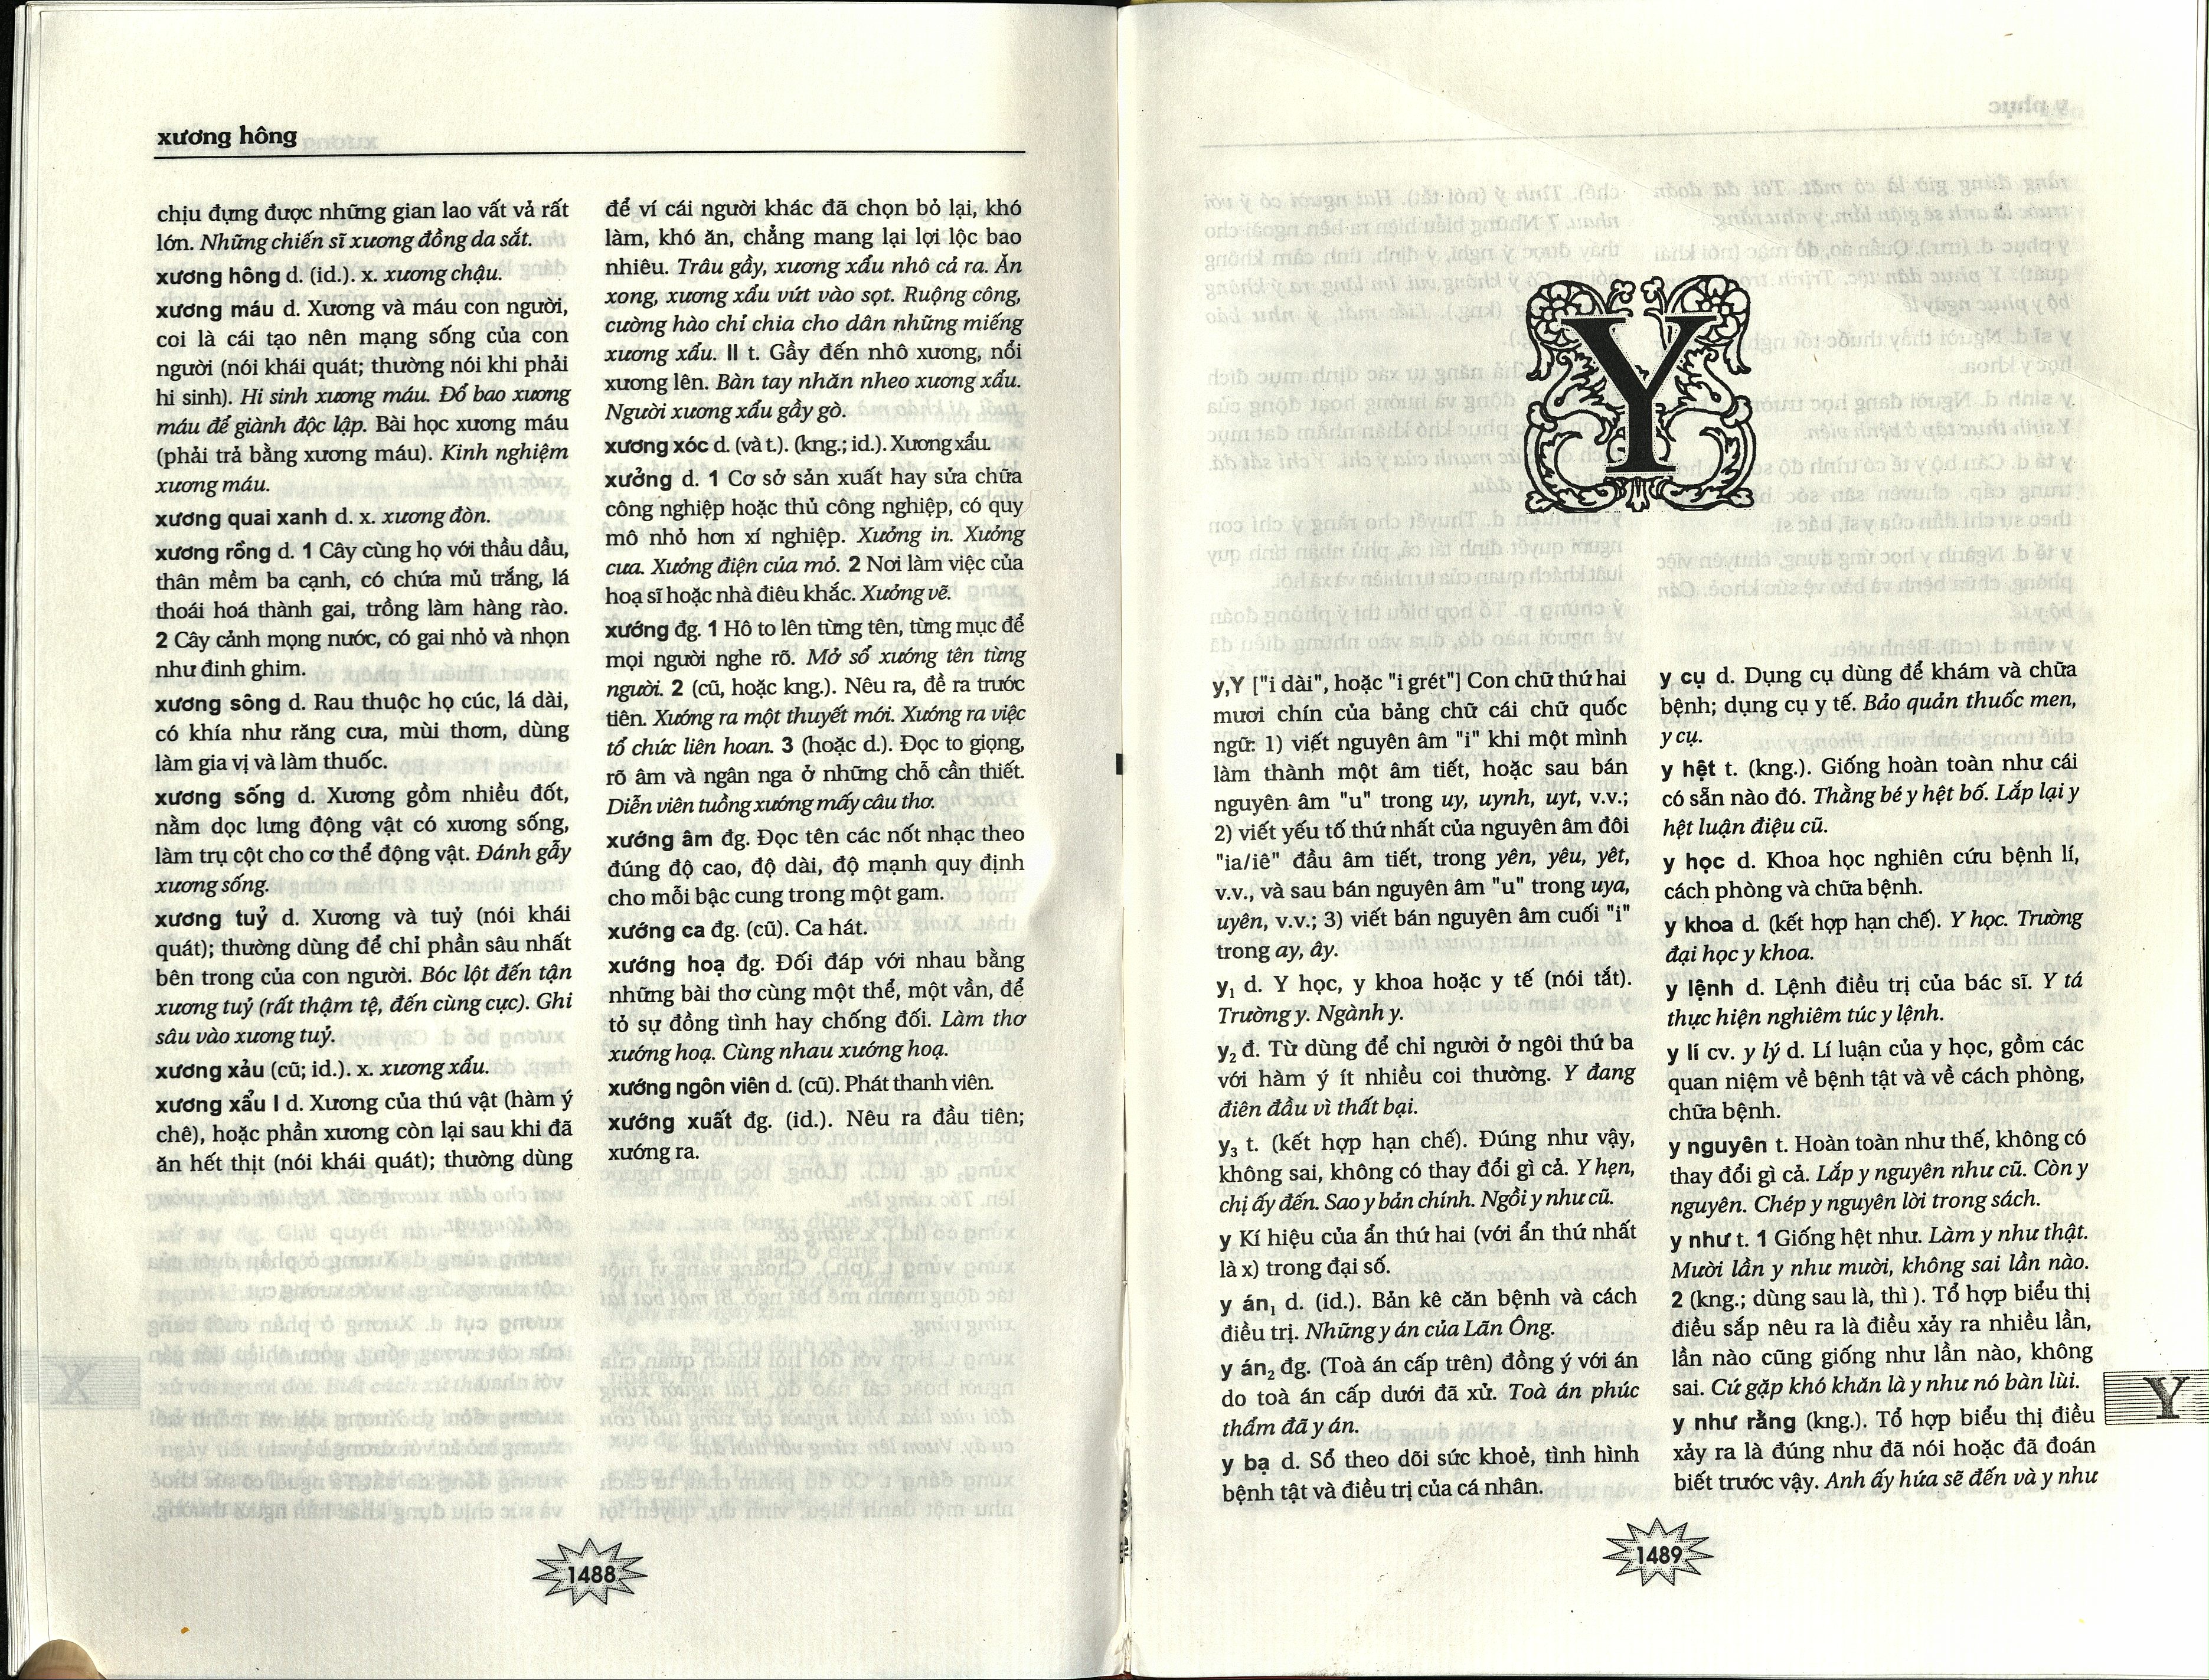 xương hông
chịu đựng được những gian lao vất vả rất
lớn. Những chiến sĩ xương đồng da sắt.
xương hông d. (id.). x. xương chậu.
xương máu d. Xương và máu con người,
coi là cái tạo nên mạng sống của con
người (nói khái quát; thường nói khi phải
hi sinh). Hi sinh xương máu. Đổ bao xương
máu để giành độc lập. Bài học xương máu
(phải trả bằng xương máu). Kinh nghiệm
xương máu.
xương quai xanh d. x. xương đòn.
xương rồng d. 1 Cây cùng họ với thầu dầu,
thân mềm ba cạnh, có chứa mủ trắng, lá
thoái hoá thành gai, trồng làm hàng rào.
2 Cây cảnh mọng nước, có gai nhỏ và nhọn
như đinh ghim.
xương sông d. Rau thuộc họ cúc, lá dài,
có khía như răng cưa, mùi thơm, dùng
làm gia vị và làm thuốc.
xương sống d. Xương gồm nhiều đốt,
nằm dọc lưng động vật có xương sống,
làm trụ cột cho cơ thể động vật. Đánh gẫy
xương sống.
xương tuỷ d. Xương và tuỷ (nói khái
quát); thường dùng để chỉ phần sâu nhất
bên trong của con người. Bóc lột đến tận
xương tuỷ (rất thậm tệ, đến cùng cực). Ghi
sâu vào xương tuỷ.
xương xảu (cũ; id.). x. xương xẩu.
xương xẩu I d. Xương của thú vật (hàm ý
chê), hoặc phần xương còn lại sau khi đã
ăn hết thịt (nói khái quát); thường dùng
để ví cái người khác đã chọn bỏ lại, khó
làm, khó ăn, chẳng mang lại lợi lộc bao
nhiêu. Trâu gầy, xương xẩu nhô cả ra. Ăn
xong, xương xẩu vứt vào sọt. Ruộng công,
cường hào chỉ chia cho dân những miếng
xương xẩu. II t. Gầy đến nhô xương, nổi
xương lên. Bàn tay nhăn nheo xương xẩu.
Người xương xẩu gầy gò.
xương xóc d. (và t.). (kng.; id.). Xương xẩu.
xưởng d. 1 Cơ sở sản xuất hay sửa chữa
công nghiệp hoặc thủ công nghiệp, có quy
mô nhỏ hơn xí nghiệp. Xưởng in. Xưởng
cưa. Xưởng điện của mỏ. 2 Nơi làm việc của
hoạ sĩ hoặc nhà điêu khắc. Xưởng vẽ.
xướng đg. 1 Hô to lên từng tên, từng mục để
mọi người nghe rõ. Mở sổ xướng tên từng
người. 2 (cũ, hoặc kng.). Nêu ra, đề ra trước
tiên. Xướng ra một thuyết mới. Xướng ra việc
tổ chức liên hoan. 3 (hoặc d.). Đọc to giọng,
rõ âm và ngân nga ở những chỗ cần thiết.
Diễn viên tuồng xướng mấy câu thơ.
xướng âm đg. Đọc tên các nốt nhạc theo
đúng độ cao, độ dài, độ mạnh quy định
cho mỗi bậc cung trong một gam.
xướng ca đg. (cũ). Ca hát.
xướng hoạ đg. Đối đáp với nhau bằng
những bài thơ cùng một thể, một vần, để
tỏ sự đồng tình hay chống đối. Làm thơ
xướng hoạ. Cùng nhau xướng hoạ.
xướng ngôn viên d. (cũ). Phát thanh viên.
xướng xuất đg. (id.). Nêu ra đầu tiên;
xướng ra.
1488
Y
y,Y ["i dài", hoặc "i grét"] Con chữ thứ hai
mươi chín của bảng chữ cái chữ quốc
ngữ: 1) viết nguyên âm "i" khi một mình
làm thành một âm tiết, hoặc sau bán
nguyên âm "u" trong uy, uynh, uyt, v.v.;
2) viết yếu tố thứ nhất của nguyên âm đôi
"ia/iê" đầu âm tiết, trong yên, yêu, yêt,
v.v., và sau bán nguyên âm "u" trong uya,
uyên, v.v.; 3) viết bán nguyên âm cuối "i"
trong ay, ây.
y₁ d. Y học, y khoa hoặc y tế (nói tắt).
Trường y. Ngành y.
y₂ đ. Từ dùng để chỉ người ở ngôi thứ ba
với hàm ý ít nhiều coi thường. Y đang
điên đầu vì thất bại.
y₃ t. (kết hợp hạn chế). Đúng như vậy,
không sai, không có thay đổi gì cả. Y hẹn,
chị ấy đến. Sao y bản chính. Ngồi y như cũ.
y Kí hiệu của ẩn thứ hai (với ẩn thứ nhất
là x) trong đại số.
y án₁ d. (id.). Bản kê căn bệnh và cách
điều trị. Những y án của Lãn Ông.
y án₂ đg. (Toà án cấp trên) đồng ý với án
do toà án cấp dưới đã xử. Toà án phúc
thẩm đã y án.
y bạ d. Sổ theo dõi sức khoẻ, tình hình
bệnh tật và điều trị của cá nhân.
y cụ d. Dụng cụ dùng để khám và chữa
bệnh; dụng cụ y tế. Bảo quản thuốc men,
y cụ.
y hệt t. (kng.). Giống hoàn toàn như cái
có sẵn nào đó. Thằng bé y hệt bố. Lắp lại y
hệt luận điệu cũ.
y học d. Khoa học nghiên cứu bệnh lí,
cách phòng và chữa bệnh.
y khoa d. (kết hợp hạn chế). Y học. Trường
đại học y khoa.
y lệnh d. Lệnh điều trị của bác sĩ. Y tá
thực hiện nghiêm túc y lệnh.
y lí cv. y lý d. Lí luận của y học, gồm các
quan niệm về bệnh tật và về cách phòng,
chữa bệnh.
y nguyên t. Hoàn toàn như thế, không có
thay đổi gì cả. Lắp y nguyên như cũ. Còn y
nguyên. Chép y nguyên lời trong sách.
y như t. 1 Giống hệt như. Làm y như thật.
Mười lần y như mười, không sai lần nào.
2 (kng.; dùng sau là, thì ). Tổ hợp biểu thị
điều sắp nêu ra là điều xảy ra nhiều lần,
lần nào cũng giống như lần nào, không
sai. Cứ gặp khó khăn là y như nó bàn lùi.
y như rằng (kng.). Tổ hợp biểu thị điều
xảy ra là đúng như đã nói hoặc đã đoán
biết trước vậy. Anh ấy hứa sẽ đến và y như
Y
1489